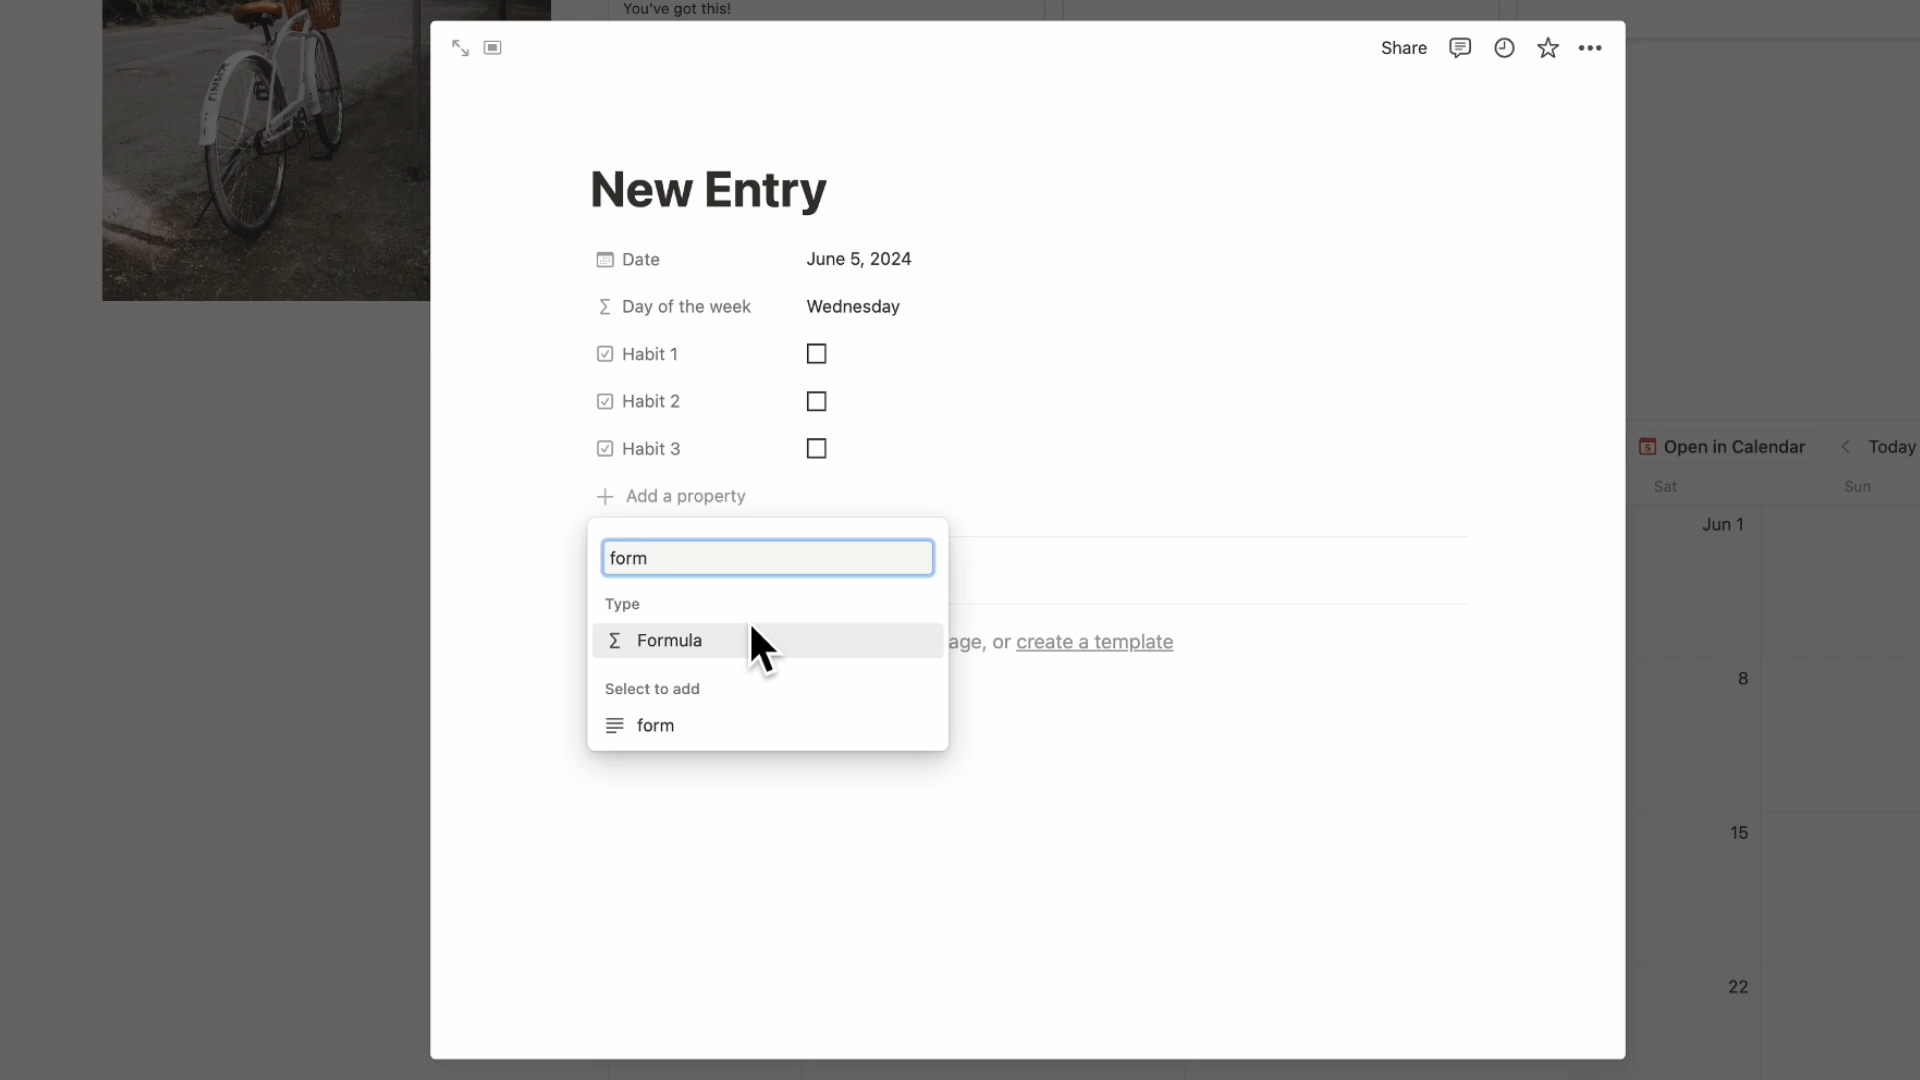 You've got this!
Share
New Entry
Date June 5, 2024
Day of the week Wednesday
Habit 1
Habit 2
Habit 3
Add a property
form
Type
Formula
age, or create a template
Select to add
form
Open in Calendar Today
Sat Sun
Jun 1
8
15
22